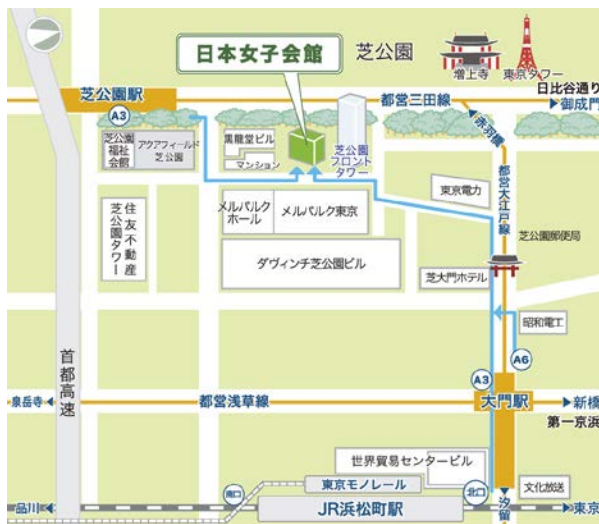 日本女子会館
芝公園
増上寺
東京タワー
日比谷通り
芝公園駅
都営三田線
御成門
A3
赤羽橋
芝公園
福祉
会館
アクアフィールド
芝公園
黒龍堂ビル
マンション
芝公園
フロント
タワー
都営大江戸線
東京電力
住友不動産
芝公園タワー
メルパルク
ホール
メルパルク東京
芝公園郵便局
ダヴィンチ芝公園ビル
芝大門ホテル
昭和電工
首都高速
A3
A6
泉岳寺
都営浅草線
大門駅
新橋
第一京浜
世界貿易センタービル
東京モノレール
南口
北口
文化放送
品川
JR浜松町駅
汐留
東京